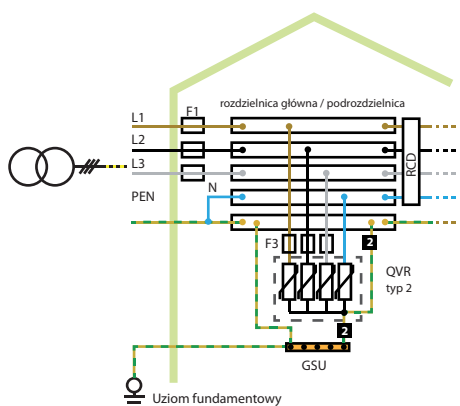 rozdzielnica główna / podrozdzielnica
L1
F1
L2
L3
RCD
PEN
N
F3
2
QVR
typ 2
2
GSU
Uziom fundamentowy